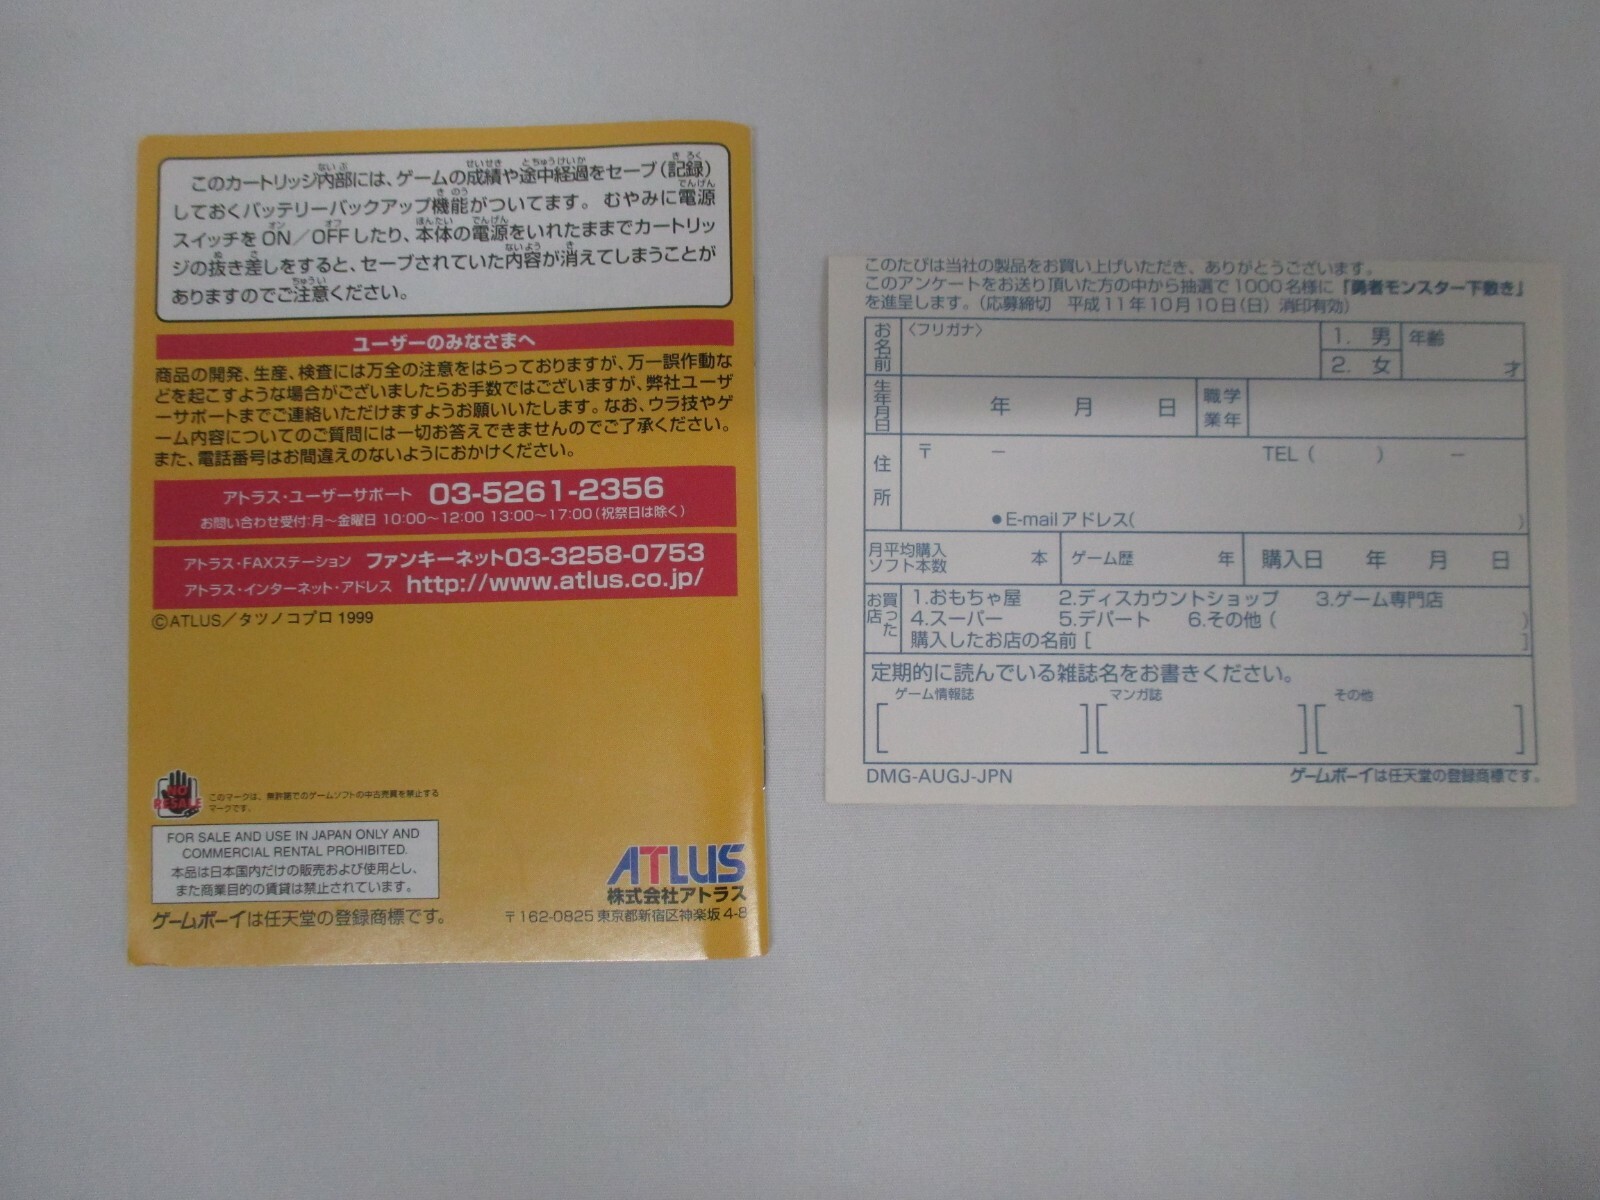 このカートリッジ内部には、ゲームの成績や途中経過をセーブ(記録)
しておくバッテリーバックアップ機能がついてます。むやみに電源
スイッチをON／OFFしたり、本体の電源をいれたままでカートリッ
ジの抜き差しをすると、セーブされていた内容が消えてしまうことが
ありますのでご注意ください。
ユーザーのみなさまへ
商品の開発、生産、検査には万全の注意をはらっておりますが、万一誤作動な
どを起こすような場合がございましたらお手数ではございますが、弊社ユーザ
ーサポートまでご連絡いただけますようお願いいたします。なお、ウラ技やゲ
ーム内容についてのご質問には一切お答えできませんのでご了承ください。
また、電話番号はお間違えのないようにおかけください。
アトラス・ユーザーサポート 03-5261-2356
お問い合わせ受付:月〜金曜日 10:00〜12:00 13:00〜17:00(祝祭日は除く)
アトラス・FAXステーション ファンキーネット03-3258-0753
アトラス・インターネット・アドレス http://www.atlus.co.jp/
©ATLUS／タツノコプロ 1999
NO RESALE
このマークは、無許諾でのゲームソフトの中古売買を禁止する
マークです。
FOR SALE AND USE IN JAPAN ONLY AND
COMMERCIAL RENTAL PROHIBITED.
本品は日本国内だけの販売および使用とし、
また商業目的の賃貸は禁止されています。
ゲームボーイは任天堂の登録商標です。
ATLUS
株式会社アトラス
〒162-0825 東京都新宿区神楽坂4-8
このたびは当社の製品をお買い上げいただき、ありがとうございます。
このアンケートをお送り頂いた方の中から抽選で1000名様に「勇者モンスター下敷き」
を進呈します。(応募締切 平成11年10月10日(日) 消印有効)
お名前 〈フリガナ〉 1. 男 2. 女 年齢 才
生年月日 年 月 日 職業 学年
住所 〒 － TEL ( ) －
●E-mailアドレス( )
月平均購入ソフト本数 本 ゲーム歴 年 購入日 年 月 日
お買った店 1.おもちゃ屋 2.ディスカウントショップ 3.ゲーム専門店
4.スーパー 5.デパート 6.その他 ( )
購入したお店の名前 [ ]
定期的に読んでいる雑誌名をお書きください。
ゲーム情報誌 マンガ誌 その他
[ ] [ ] [ ]
DMG-AUGJ-JPN ゲームボーイは任天堂の登録商標です。